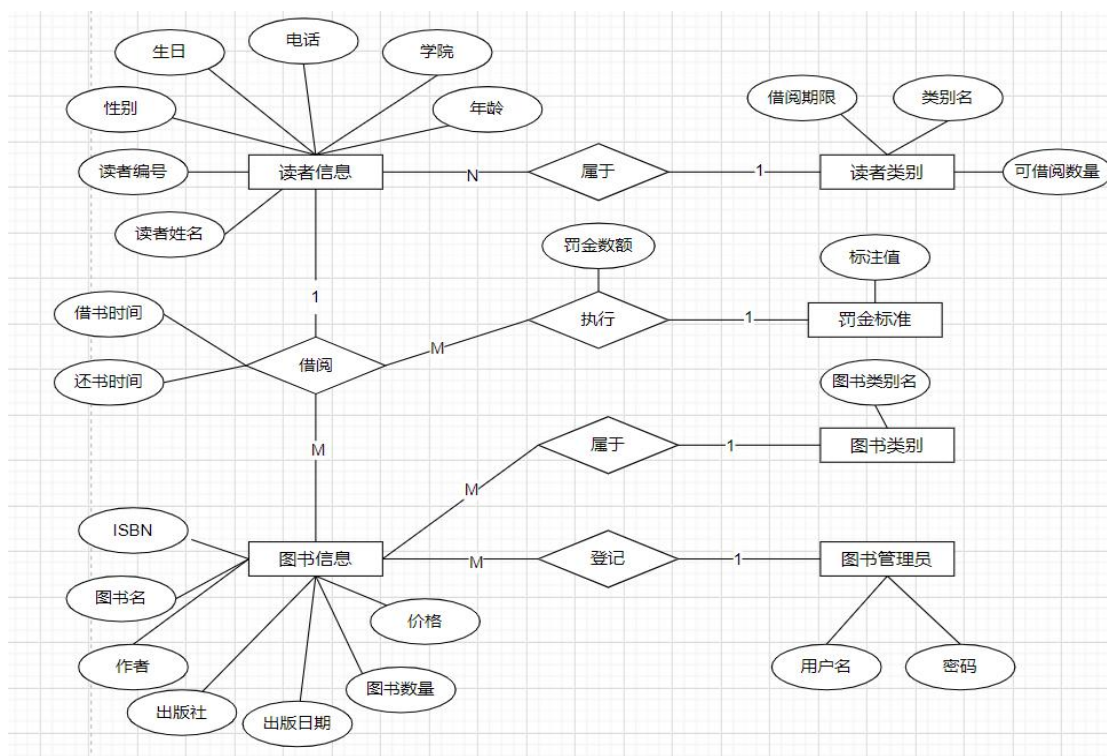 电话
生日
学院
性别
年龄
借阅期限
类别名
读者编号
读者信息
N
属于
1
读者类别
可借阅数量
读者姓名
罚金数额
标注值
1
借书时间
执行
1
罚金标准
M
借阅
还书时间
图书类别名
M
属于
1
图书类别
M
ISBN
图书信息
M
登记
1
图书管理员
图书名
价格
作者
用户名
密码
图书数量
出版社
出版日期